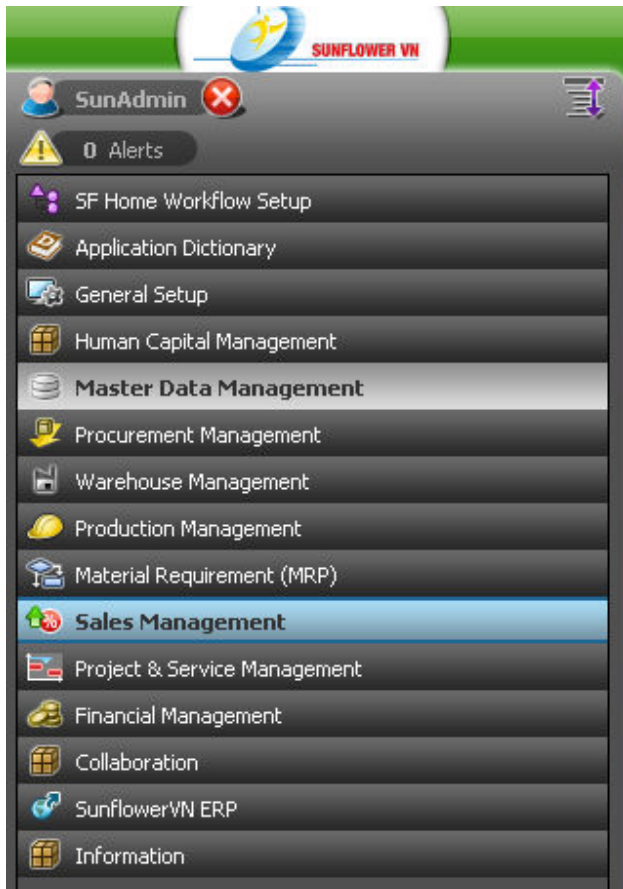 SUNFLOWER VN
SunAdmin
0 Alerts
SF Home Workflow Setup
Application Dictionary
General Setup
Human Capital Management
Master Data Management
Procurement Management
Warehouse Management
Production Management
Material Requirement (MRP)
Sales Management
Project & Service Management
Financial Management
Collaboration
SunflowerVN ERP
Information